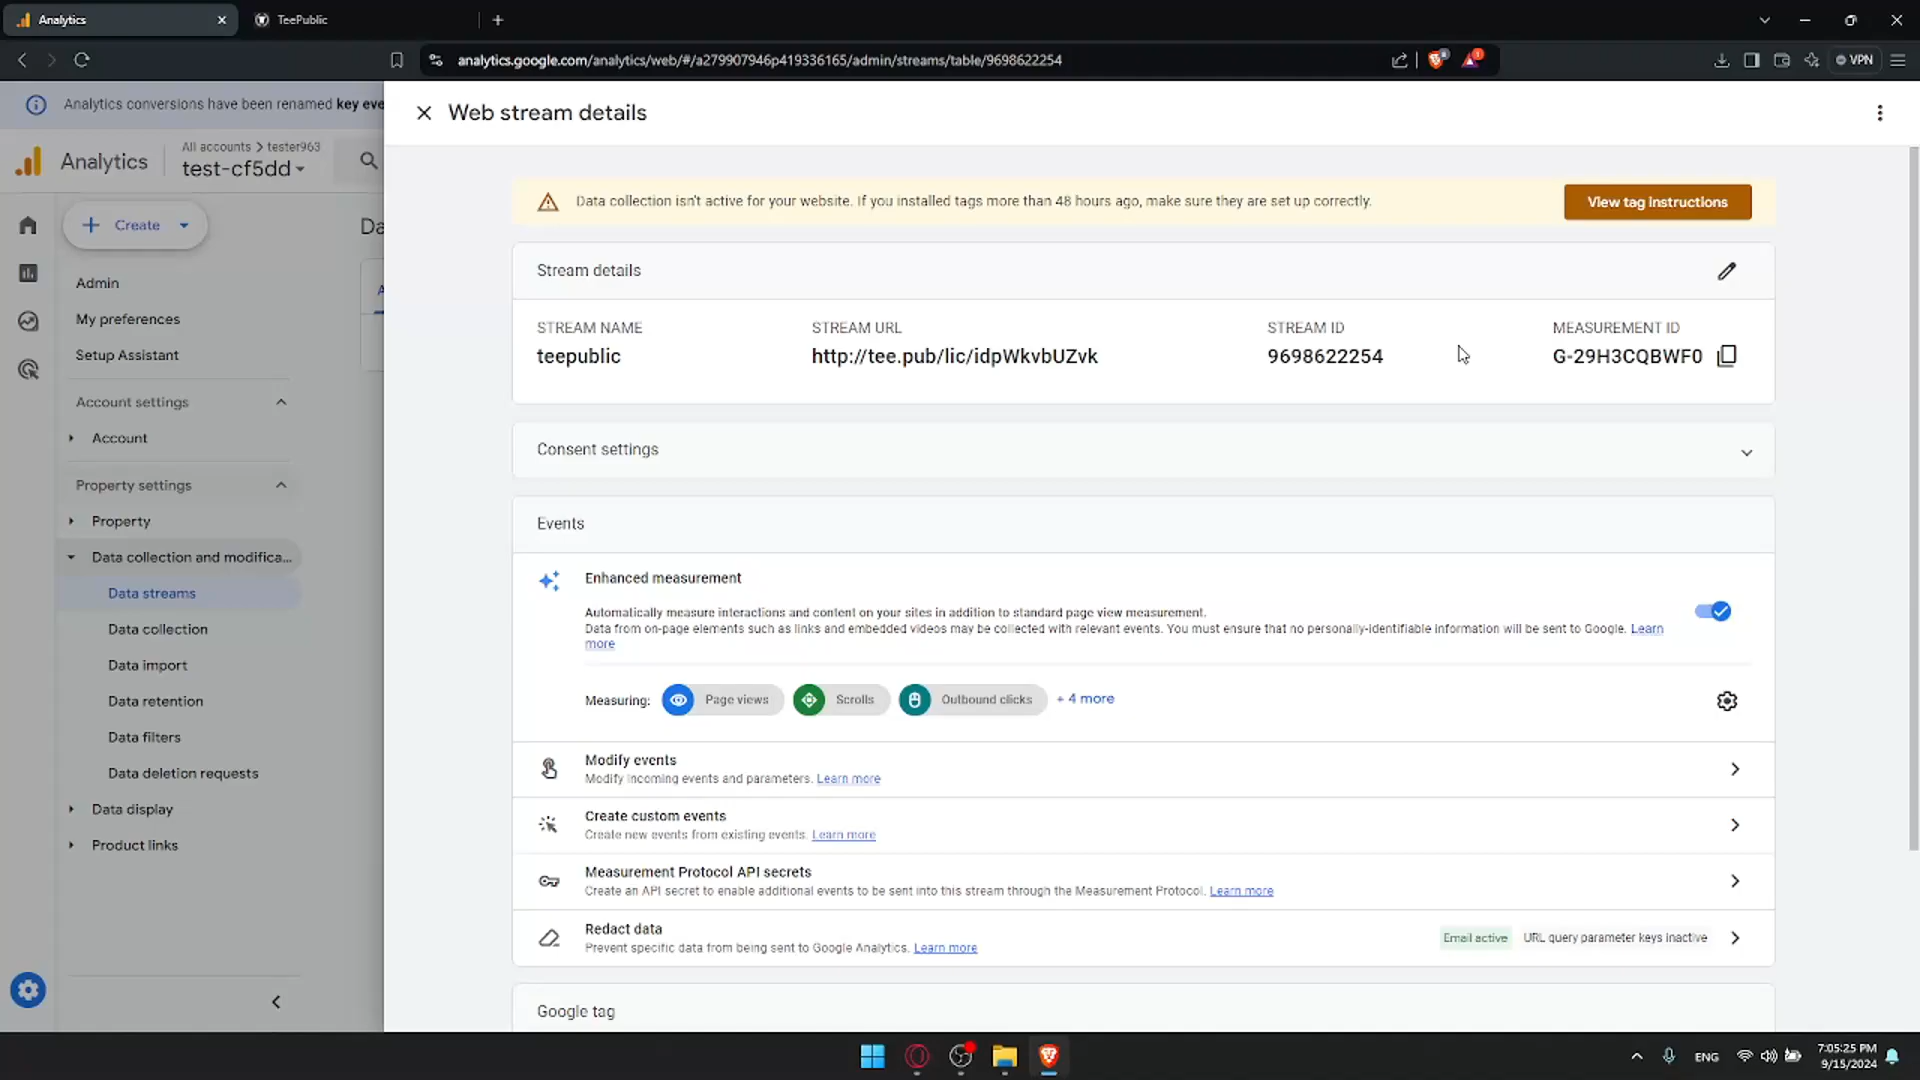 Analytics
TeePublic
analytics.google.com/analytics/web/#/a279907946p419336165/admin/streams/table/9698622254
VPN
Analytics conversions have been renamed key eve
Web stream details
Analytics
All accounts > tester963
test-cf5dd
Create
Da
Admin
My preferences
Setup Assistant
Account settings
Account
Property settings
Property
Data collection and modifica...
Data streams
Data collection
Data import
Data retention
Data filters
Data deletion requests
Data display
Product links
Data collection isn't active for your website. If you installed tags more than 48 hours ago, make sure they are set up correctly.
View tag instructions
Stream details
STREAM NAME
teepublic
STREAM URL
http://tee.pub/lic/idpWkvbUZvk
STREAM ID
9698622254
MEASUREMENT ID
G-29H3CQBWF0
Consent settings
Events
Enhanced measurement
Automatically measure interactions and content on your sites in addition to standard page view measurement.
Data from on-page elements such as links and embedded videos may be collected with relevant events. You must ensure that no personally-identifiable information will be sent to Google. Learn
more
Measuring: Page views Scrolls Outbound clicks + 4 more
Modify events
Modify incoming events and parameters. Learn more
Create custom events
Create new events from existing events. Learn more
Measurement Protocol API secrets
Create an API secret to enable additional events to be sent into this stream through the Measurement Protocol. Learn more
Redact data
Prevent specific data from being sent to Google Analytics. Learn more
Email active URL query parameter keys inactive
Google tag
ENG
7:05:25 PM
9/15/2024